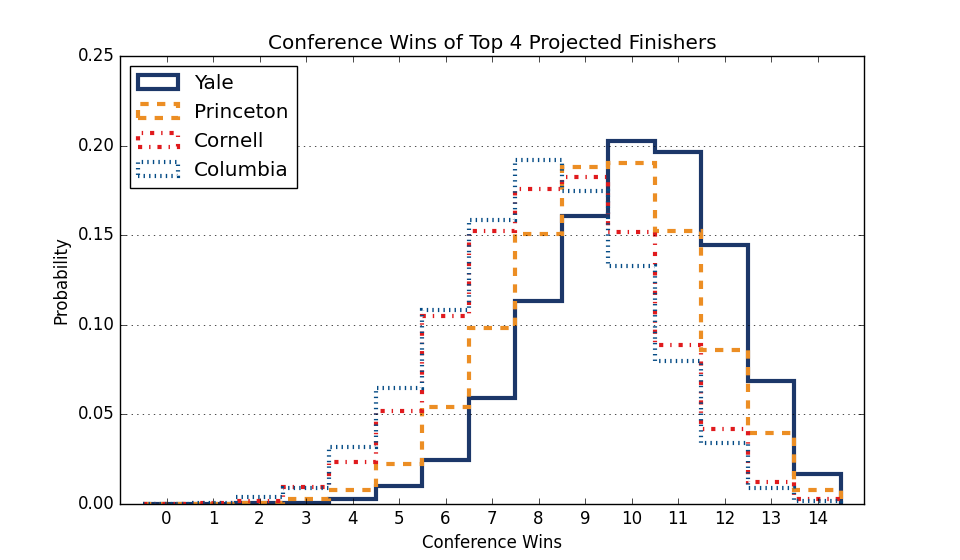 Conference Wins of Top 4 Projected Finishers
0.25
0.20
0.15
0.10
0.05
0.00
Probability
Yale
Princeton
Cornell
Columbia
0 1 2 3 4 5 6 7 8 9 10 11 12 13 14
Conference Wins